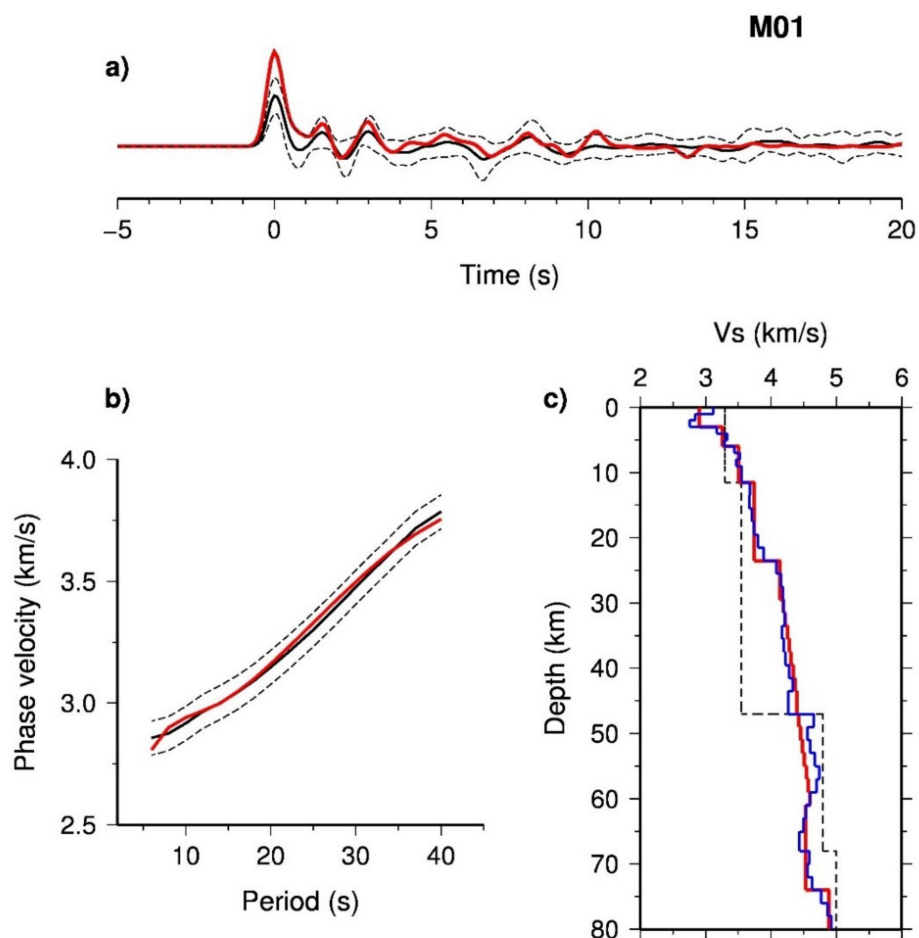 M01
a)
−5 0 5 10 15 20
Time (s)
b)
4.0
3.5
3.0
2.5
Phase velocity (km/s)
10 20 30 40
Period (s)
c)
Vs (km/s)
2 3 4 5 6
0
10
20
30
40
50
60
70
80
Depth (km)